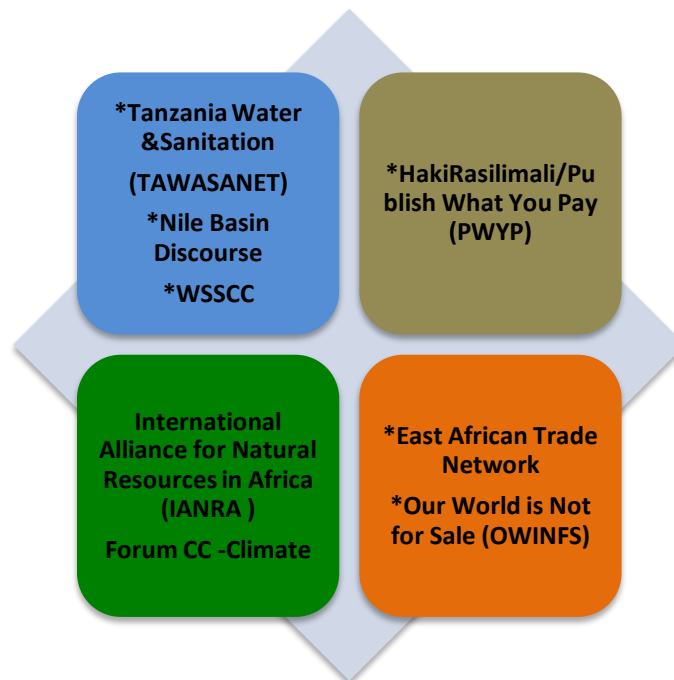 *Tanzania Water
&Sanitation
(TAWASANET)
*Nile Basin
Discourse
*WSSCC
*HakiRasilimali/Pu
blish What You Pay
(PWYP)
International
Alliance for Natural
Resources in Africa
(IANRA )
Forum CC -Climate
*East African Trade
Network
*Our World is Not
for Sale (OWINFS)